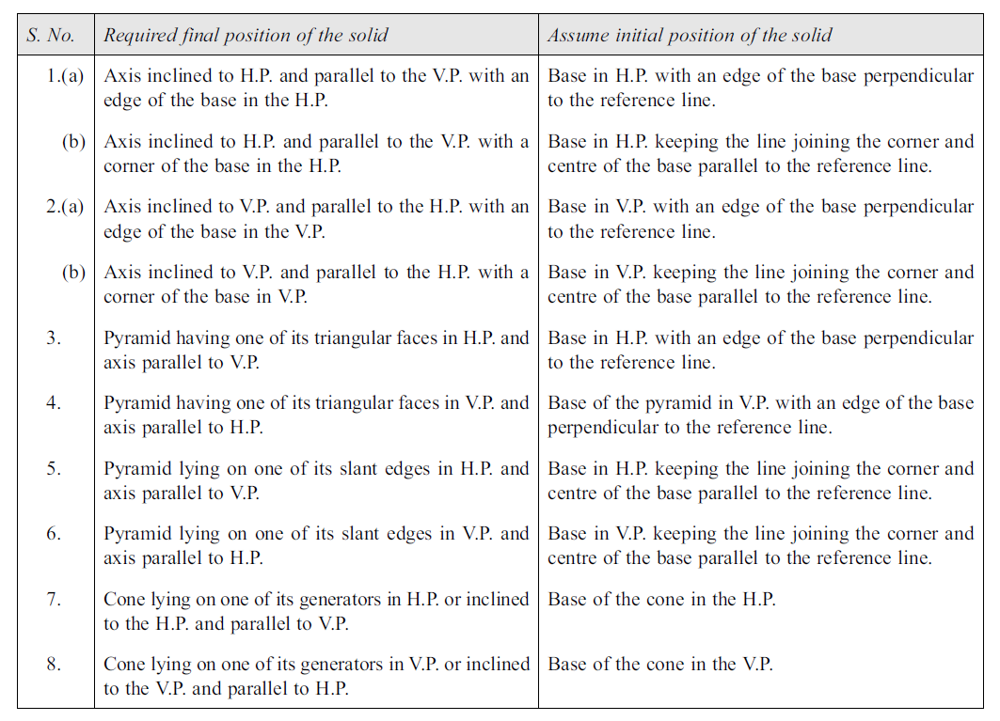 S. No. Required final position of the solid Assume initial position of the solid
1.(a) Axis inclined to H.P. and parallel to the V.P. with an Base in H.P. with an edge of the base perpendicular
edge of the base in the H.P. to the reference line.
(b) Axis inclined to H.P. and parallel to the V.P. with a Base in H.P. keeping the line joining the corner and
corner of the base in the H.P. centre of the base parallel to the reference line.
2.(a) Axis inclined to V.P. and parallel to the H.P. with an Base in V.P. with an edge of the base perpendicular
edge of the base in the V.P. to the reference line.
(b) Axis inclined to V.P. and parallel to the H.P. with a Base in V.P. keeping the line joining the corner and
corner of the base in V.P. centre of the base parallel to the reference line.
3. Pyramid having one of its triangular faces in H.P. and Base in H.P. with an edge of the base perpendicular
axis parallel to V.P. to the reference line.
4. Pyramid having one of its triangular faces in V.P. and Base of the pyramid in V.P. with an edge of the base
axis parallel to H.P. perpendicular to the reference line.
5. Pyramid lying on one of its slant edges in H.P. and Base in H.P. keeping the line joining the corner and
axis parallel to V.P. centre of the base parallel to the reference line.
6. Pyramid lying on one of its slant edges in V.P. and Base in V.P. keeping the line joining the corner and
axis parallel to H.P. centre of the base parallel to the reference line.
7. Cone lying on one of its generators in H.P. or inclined Base of the cone in the H.P.
to the H.P. and parallel to V.P.
8. Cone lying on one of its generators in V.P. or inclined Base of the cone in the V.P.
to the V.P. and parallel to H.P.